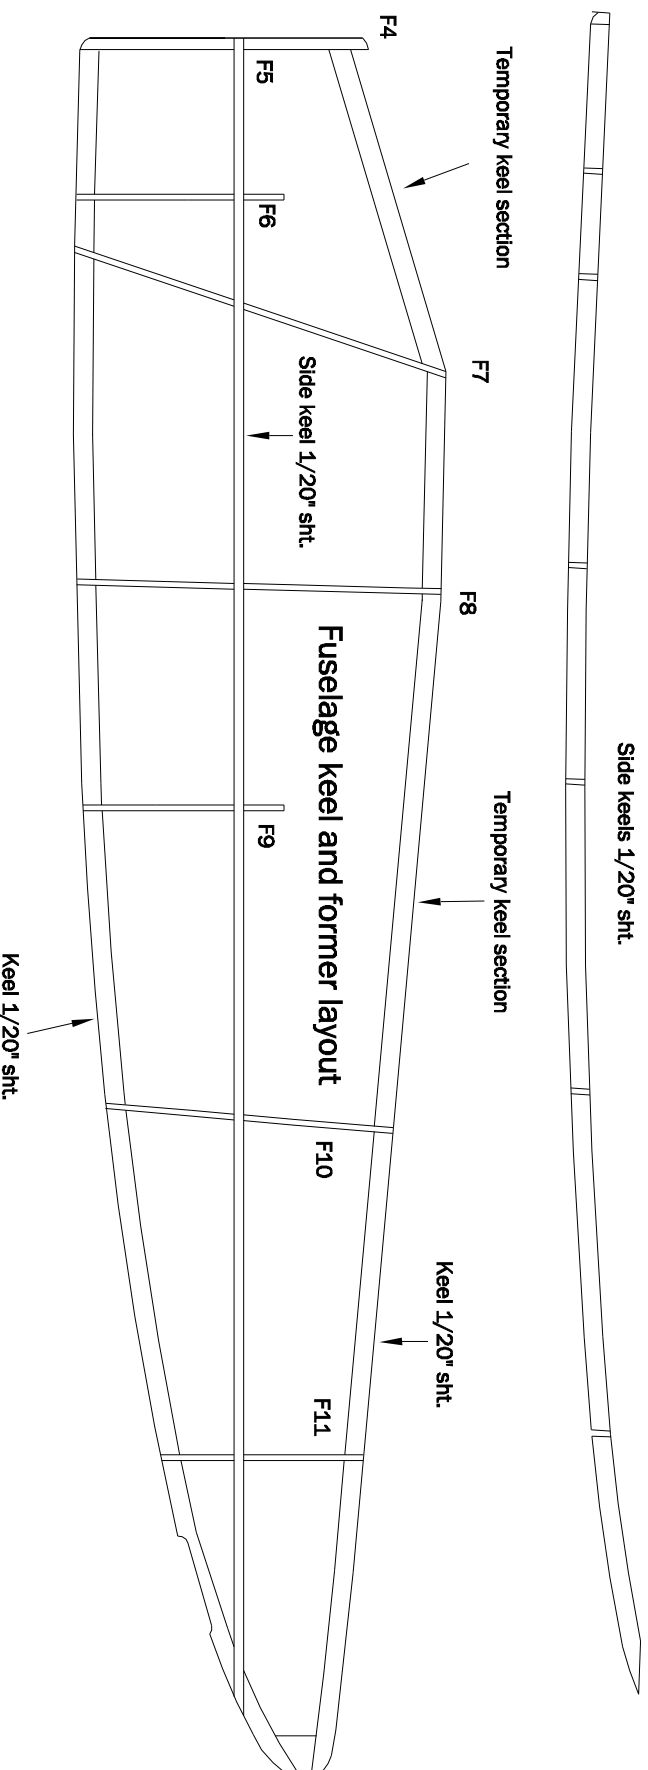 Side keels 1/20" sht.
F4
Temporary keel section
F7
F8
Temporary keel section
Keel 1/20" sht.
F5
F6
Side keel 1/20" sht.
Fuselage keel and former layout
F9
F10
F11
Keel 1/20" sht.